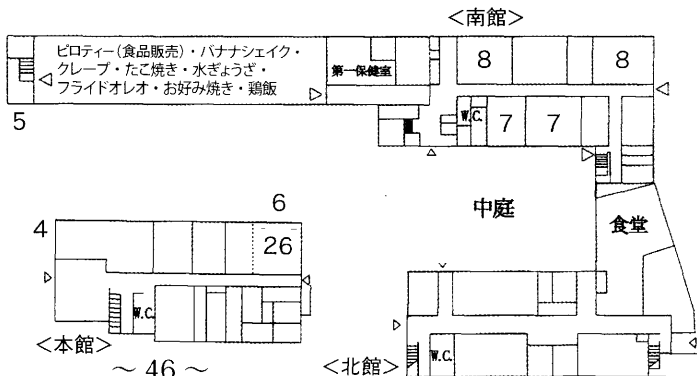 <南館>
ピロティー(食品販売)・バナナシェイク・
クレープ・たこ焼き・水ぎょうざ・
フライドオレオ・お好み焼き・鶏飯
第一保健室
8
8
5
W.C.
7
7
中庭
食堂
6
4
26
W.C.
<本館>
~ 46 ~
<北館>
W.C.